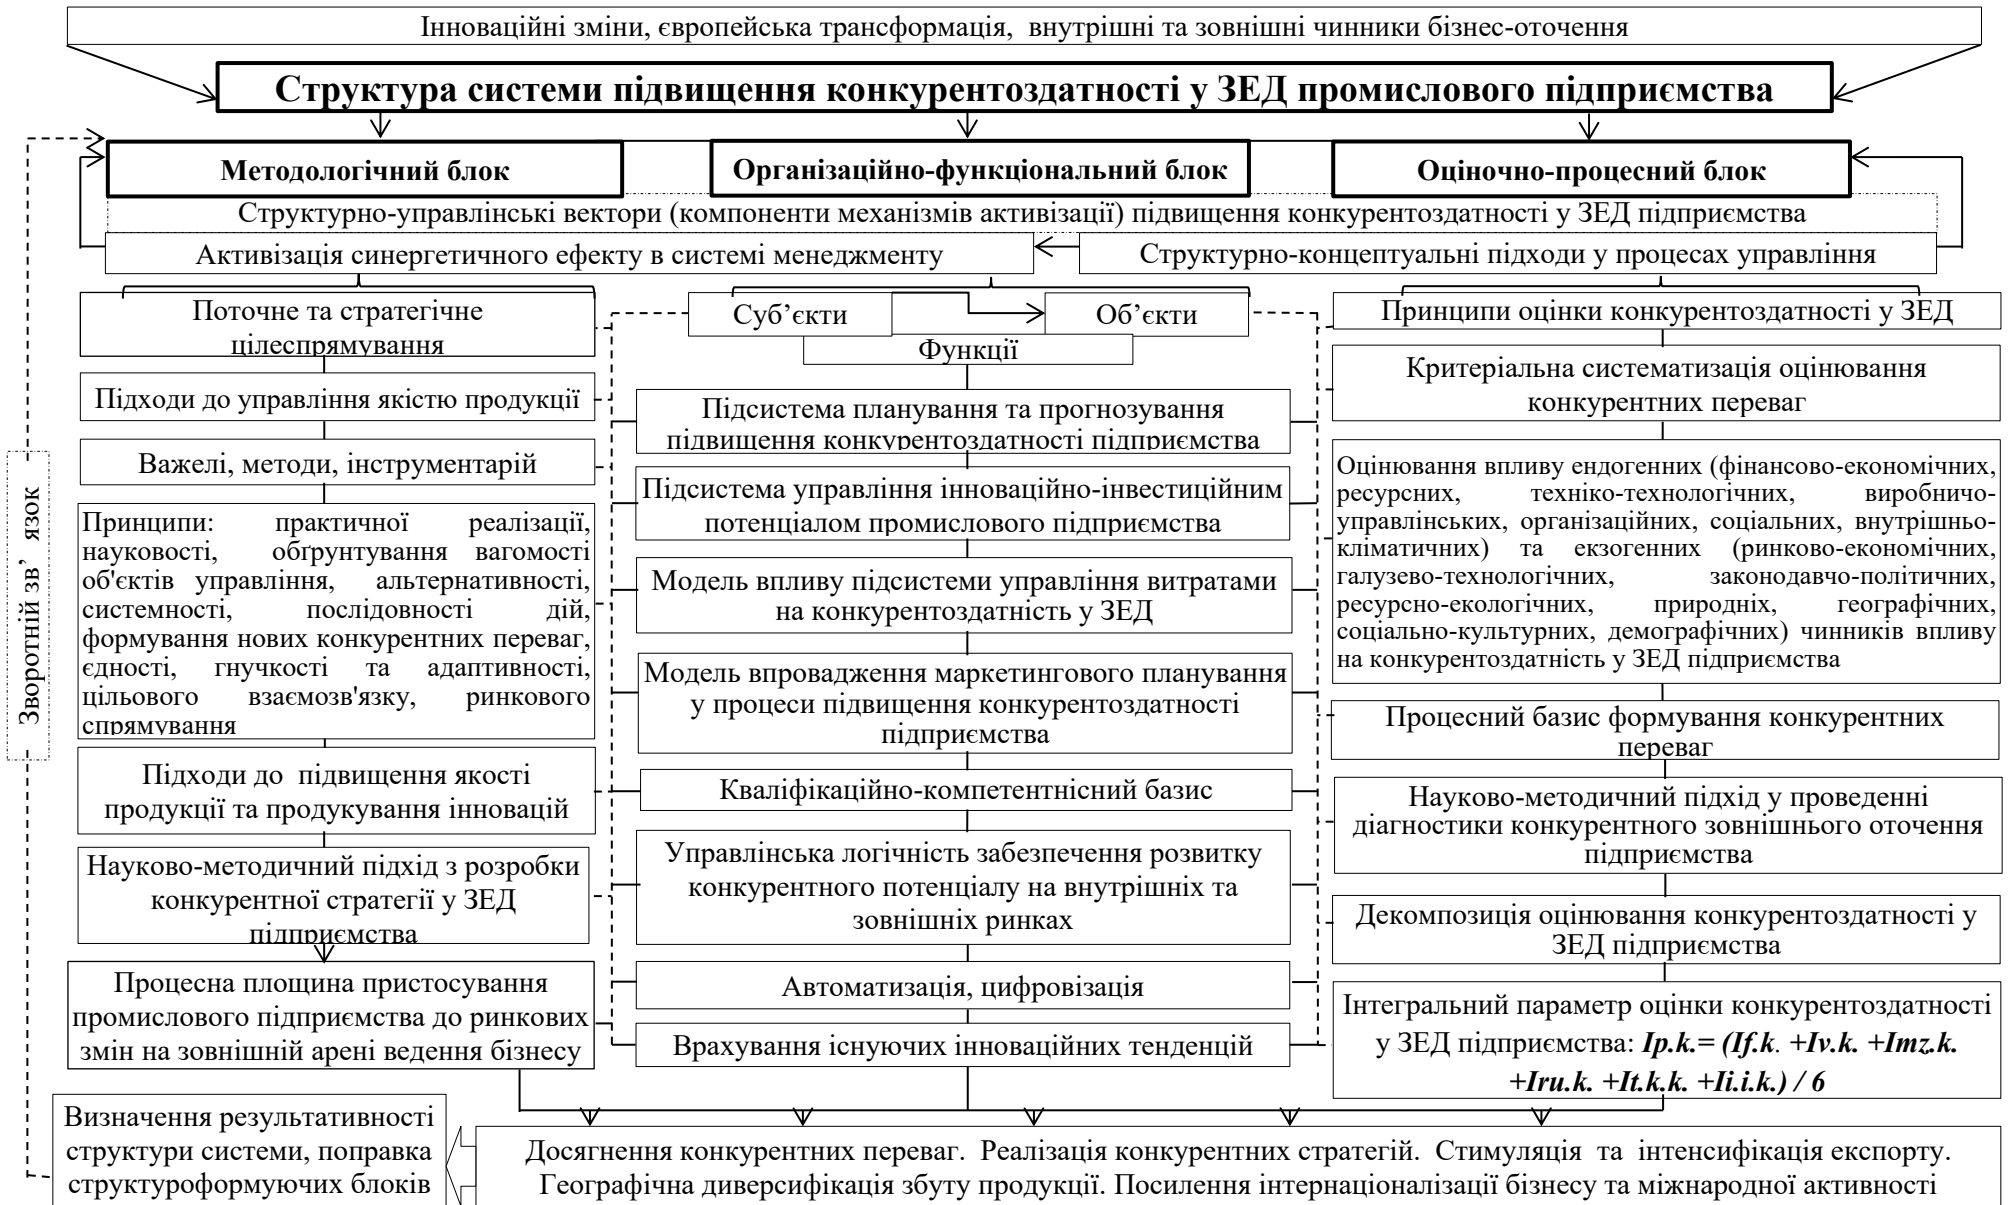 Інноваційні зміни, європейська трансформація, внутрішні та зовнішні чинники бізнес-оточення
Структура системи підвищення конкурентоздатності у ЗЕД промислового підприємства
Методологічний блок
Організаційно-функціональний блок
Оціночно-процесний блок
Структурно-управлінські вектори (компоненти механізмів активізації) підвищення конкурентоздатності у ЗЕД підприємства
Активізація синергетичного ефекту в системі менеджменту
Структурно-концептуальні підходи у процесах управління
Зворотній зв’ язок
Поточне та стратегічне
цілеспрямування
Підходи до управління якістю продукції
Важелі, методи, інструментарій
Принципи: практичної реалізації,
науковості, обґрунтування вагомості
об'єктів управління, альтернативності,
системності, послідовності дій,
формування нових конкурентних переваг,
єдності, гнучкості та адаптивності,
цільового взаємозв'язку, ринкового
спрямування
Підходи до підвищення якості
продукції та продукування інновацій
Науково-методичний підхід з розробки
конкурентної стратегії у ЗЕД
підприємства
Процесна площина пристосування
промислового підприємства до ринкових
змін на зовнішній арені ведення бізнесу
Суб’єкти
Об’єкти
Функції
Підсистема планування та прогнозування
підвищення конкурентоздатності підприємства
Підсистема управління інноваційно-інвестиційним
потенціалом промислового підприємства
Модель впливу підсистеми управління витратами
на конкурентоздатність у ЗЕД
Модель впровадження маркетингового планування
у процеси підвищення конкурентоздатності
підприємства
Кваліфікаційно-компетентнісний базис
Управлінська логічність забезпечення розвитку
конкурентного потенціалу на внутрішніх та
зовнішніх ринках
Автоматизація, цифровізація
Врахування існуючих інноваційних тенденцій
Принципи оцінки конкурентоздатності у ЗЕД
Критеріальна систематизація оцінювання
конкурентних переваг
Оцінювання впливу ендогенних (фінансово-економічних,
ресурсних, техніко-технологічних, виробничо-
управлінських, організаційних, соціальних, внутрішньо-
кліматичних) та екзогенних (ринково-економічних,
галузево-технологічних, законодавчо-політичних,
ресурсно-екологічних, природніх, географічних,
соціально-культурних, демографічних) чинників впливу
на конкурентоздатність у ЗЕД підприємства
Процесний базис формування конкурентних
переваг
Науково-методичний підхід у проведенні
діагностики конкурентного зовнішнього оточення
підприємства
Декомпозиція оцінювання конкурентоздатності у
ЗЕД підприємства
Інтегральний параметр оцінки конкурентоздатності
у ЗЕД підприємства: Ip.k.= (If.k. +Iv.k. +Imz.k.
+Iru.k. +It.k.k. +Ii.i.k.) / 6
Визначення результативності
структури системи, поправка
структуроформуючих блоків
Досягнення конкурентних переваг. Реалізація конкурентних стратегій. Стимуляція та інтенсифікація експорту.
Географічна диверсифікація збуту продукції. Посилення інтернаціоналізації бізнесу та міжнародної активності